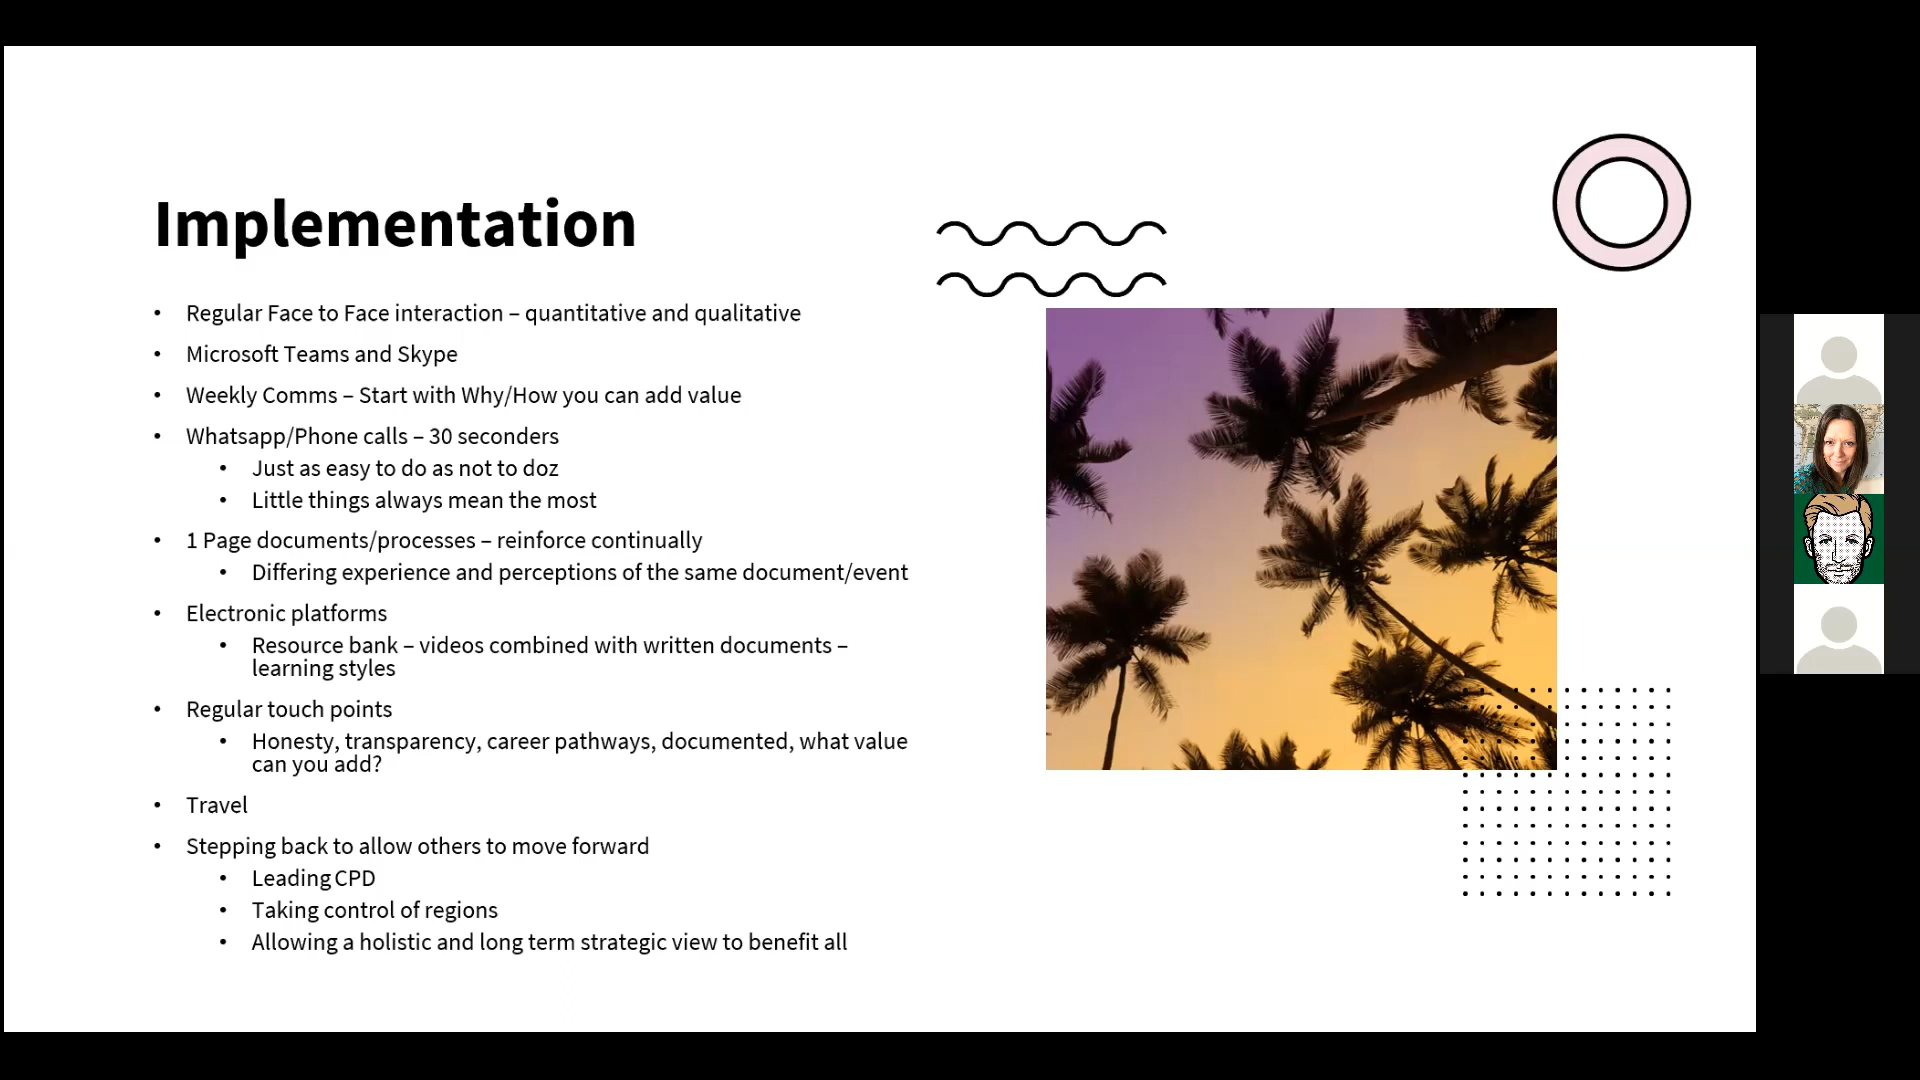 Implementation
• Regular Face to Face interaction – quantitative and qualitative
• Microsoft Teams and Skype
• Weekly Comms – Start with Why/How you can add value
• Whatsapp/Phone calls – 30 seconders
• Just as easy to do as not to doz
• Little things always mean the most
• 1 Page documents/processes – reinforce continually
• Differing experience and perceptions of the same document/event
• Electronic platforms
• Resource bank – videos combined with written documents –
learning styles
• Regular touch points
• Honesty, transparency, career pathways, documented, what value
can you add?
• Travel
• Stepping back to allow others to move forward
• Leading CPD
• Taking control of regions
• Allowing a holistic and long term strategic view to benefit all